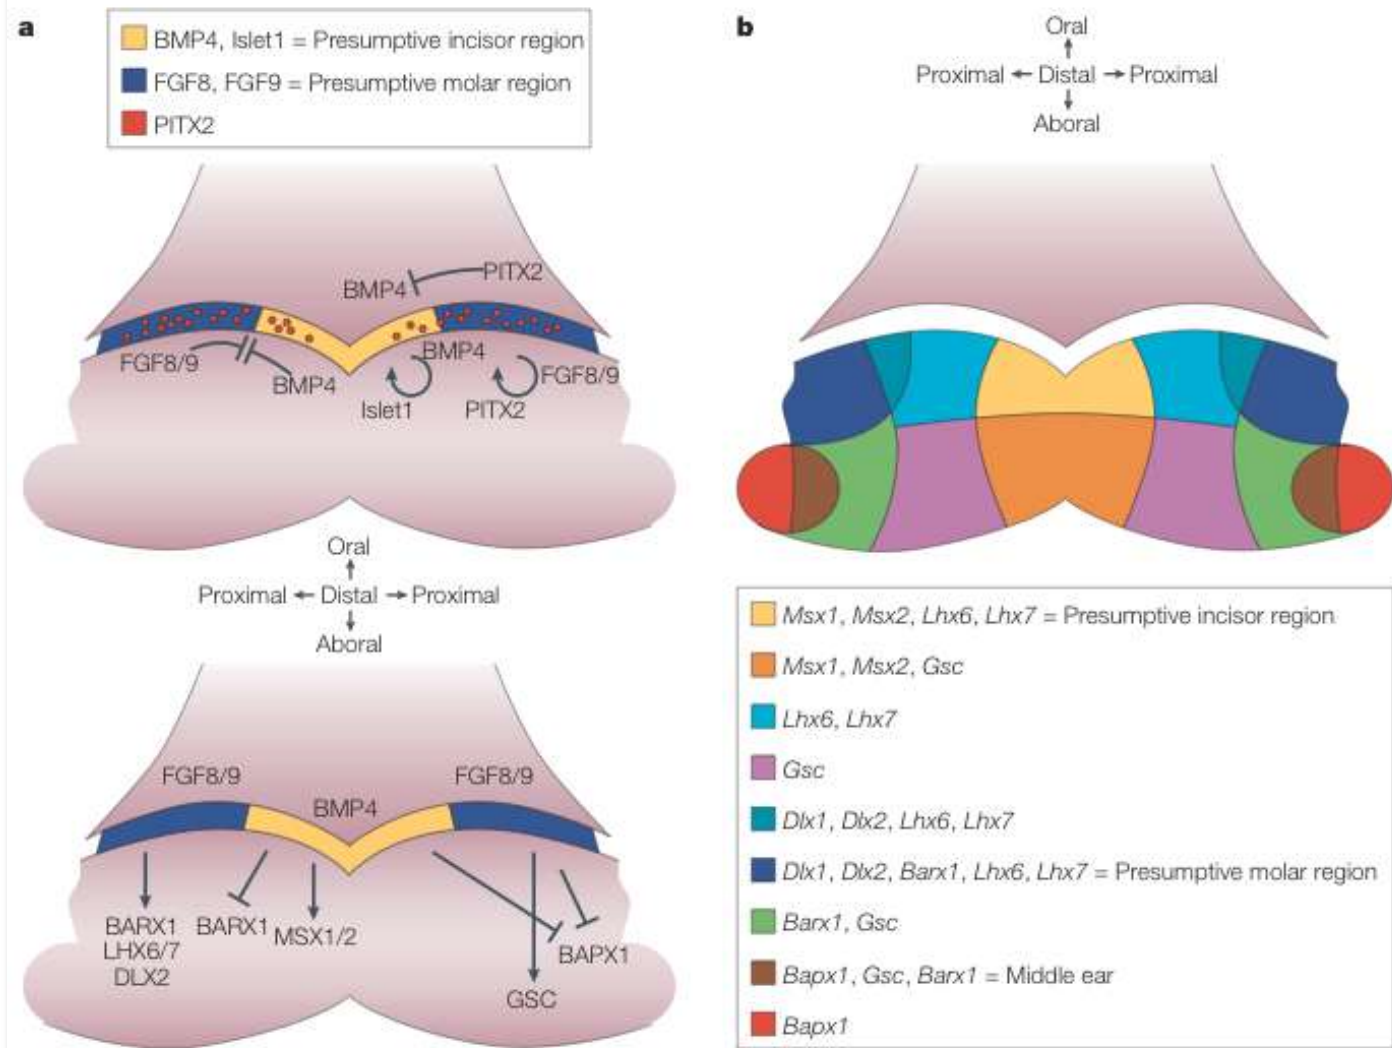 a
BMP4, Islet1 = Presumptive incisor region
FGF8, FGF9 = Presumptive molar region
PITX2
BMP4
PITX2
FGF8/9
BMP4
BMP4
Islet1
PITX2
FGF8/9
Oral
Proximal ← Distal → Proximal
Aboral
FGF8/9
BMP4
FGF8/9
BARX1
LHX6/7
DLX2
BARX1
MSX1/2
BAPX1
GSC
b
Oral
Proximal ← Distal → Proximal
Aboral
Msx1, Msx2, Lhx6, Lhx7 = Presumptive incisor region
Msx1, Msx2, Gsc
Lhx6, Lhx7
Gsc
Dlx1, Dlx2, Lhx6, Lhx7
Dlx1, Dlx2, Barx1, Lhx6, Lhx7 = Presumptive molar region
Barx1, Gsc
Bapx1, Gsc, Barx1 = Middle ear
Bapx1